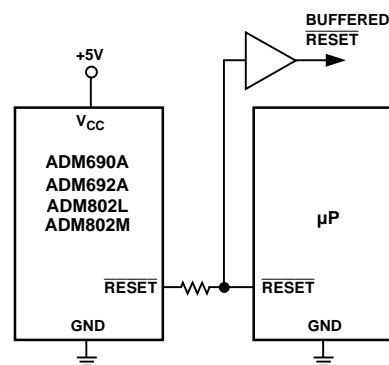 BUFFERED
RESET
+5V
VCC
ADM690A
ADM692A
ADM802L
ADM802M
µP
RESET
RESET
GND
GND